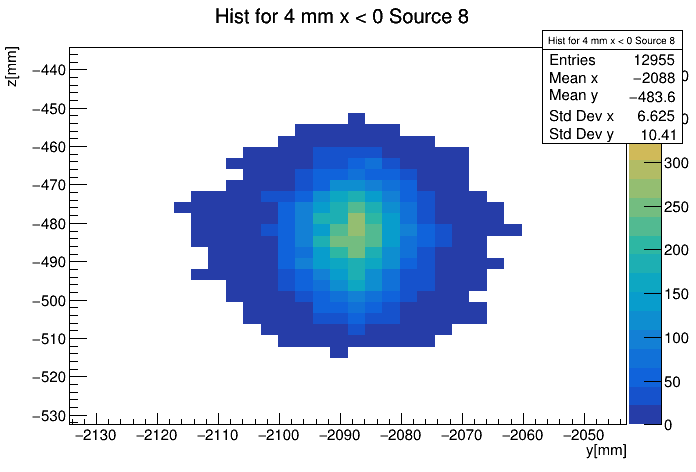 Hist for 4 mm x < 0 Source 8
z[mm]
Hist for 4 mm x < 0 Source 8
Entries 12955
Mean x −2088
Mean y −483.6
Std Dev x 6.625
Std Dev y 10.41
−440
−450
−460
−470
−480
−490
−500
−510
−520
−530
300
250
200
150
100
50
0
−2130 −2120 −2110 −2100 −2090 −2080 −2070 −2060 −2050
y[mm]